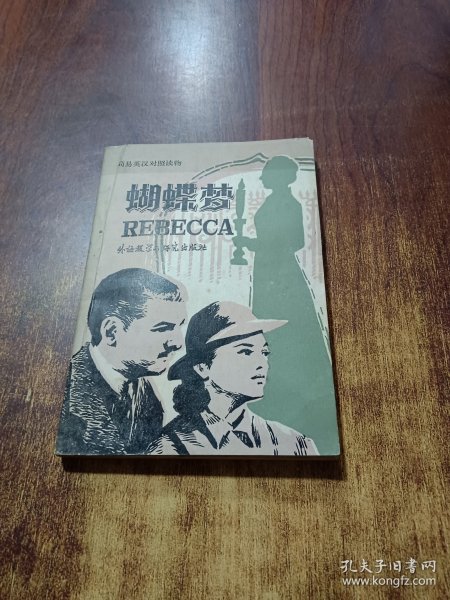 简易英汉对照读物
蝴蝶梦
REBECCA
外语教学与研究出版社
孔夫子旧书网
www.kongfz.com